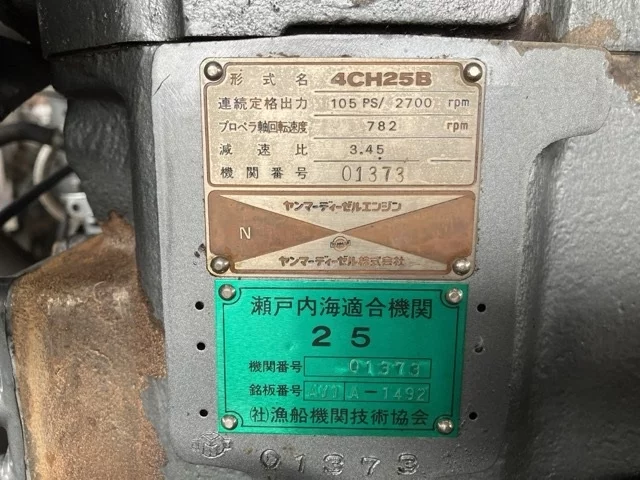 形式名 4CH25B
連続定格出力 105 PS/ 2700 rpm
プロペラ軸回転速度 782 rpm
減速比 3.45
機関番号 01373
ヤンマーディーゼルエンジン
N
ヤンマーディーゼル株式会社
瀬戸内海適合機関
25
機関番号 01373
銘板番号 A-1492
(社)漁船機関技術協会
01373